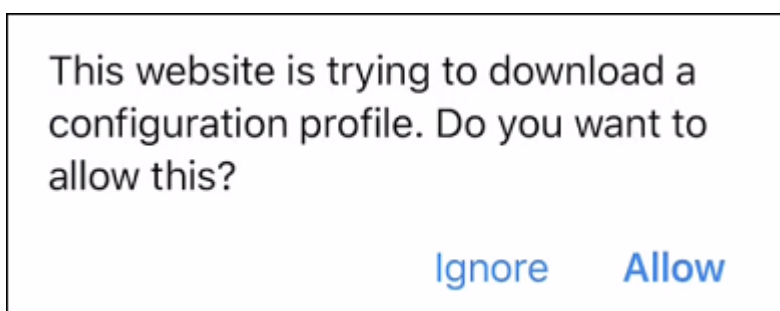 This website is trying to download a
configuration profile. Do you want to
allow this?
Ignore Allow